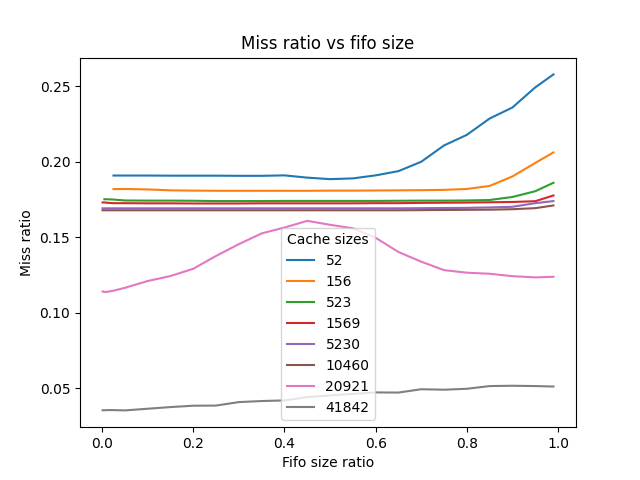 Miss ratio vs fifo size
Miss ratio
0.25
0.20
0.15
0.10
0.05
Cache sizes
52
156
523
1569
5230
10460
20921
41842
0.0 0.2 0.4 0.6 0.8 1.0
Fifo size ratio